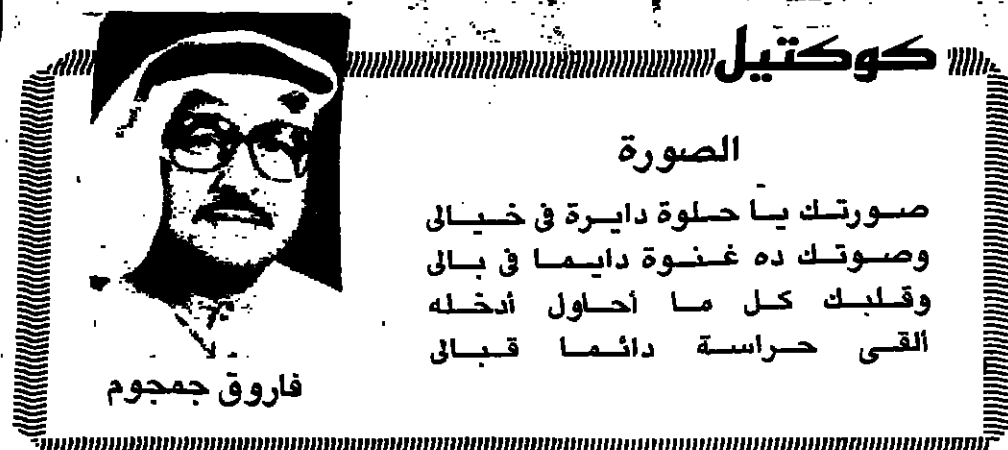 كوكتيل
الصورة
صورتك يا حلوة دايرة فى خيالى
وصوتك ده غنوة دايما فى بالى
وقلبك كل ما أحاول أدخله
ألقى حراسة دائما قبالى
فاروق جمجوم